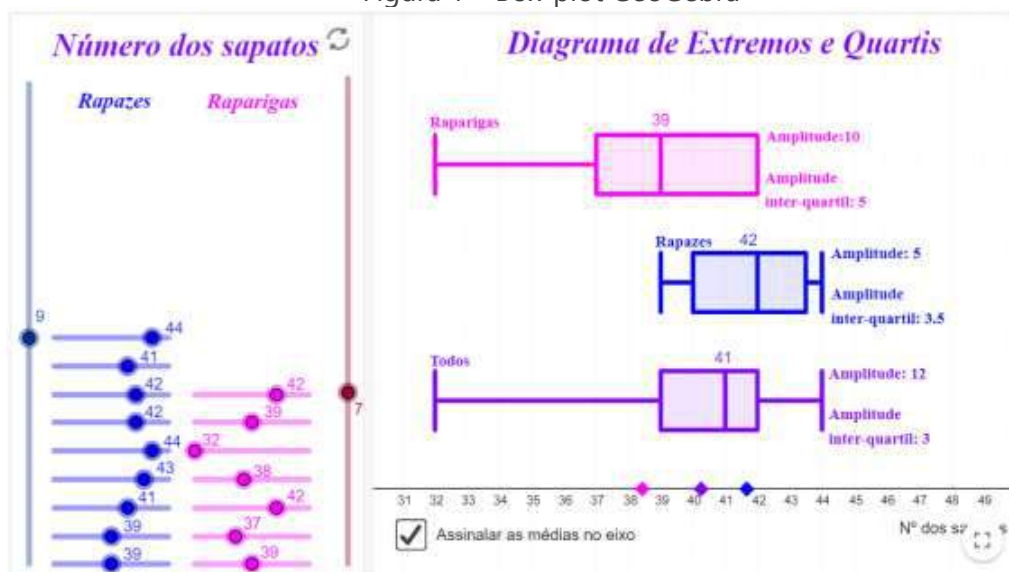 Número dos sapatos
Rapazes Raparigas
9
44
41
42 42
42 39
44 32
43 38
41 42
39 37
39 39
7
Diagrama de Extremos e Quartis
Raparigas 39
Amplitude:10
Amplitude
inter-quartil: 5
Rapazes 42
Amplitude: 5
Amplitude
inter-quartil: 3.5
Todos 41
Amplitude: 12
Amplitude
inter-quartil: 3
31 32 33 34 35 36 37 38 39 40 41 42 43 44 45 46 47 48 49
Assinalar as médias no eixo
Nº dos